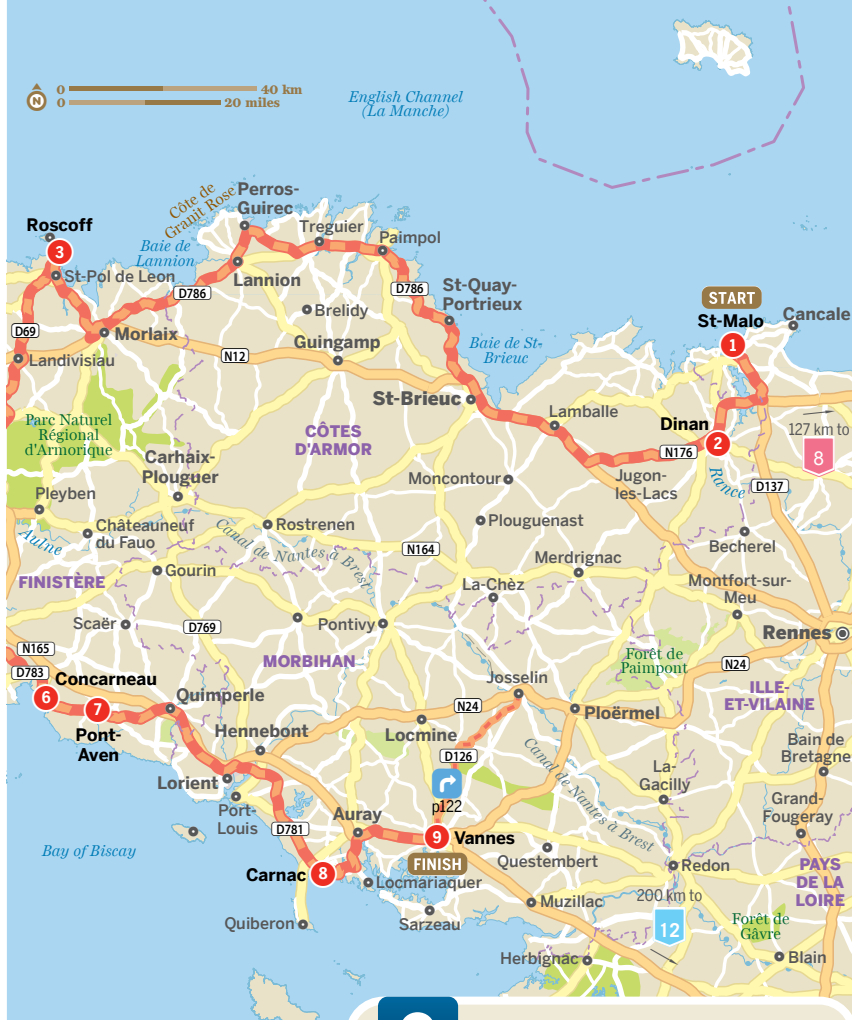 0
40 km
N
0
20 miles
English Channel
(La Manche)
Côte de
Granit Rose
Perros-
Guirec
Roscoff
3
Treguier
Baie de
Lannion
Paimpol
St-Pol de Leon
Lannion
D786
D786
St-Quay-
Portrieux
START
St-Malo
Cancale
1
Brelidy
D69
Morlaix
Guingamp
Baie de St-
Brieuc
N12
Landivisiau
St-Brieuc
Lamballe
Dinan
2
Parc Naturel
Régional
d'Armorique
CÔTES
D'ARMOR
127 km to
8
N176
Carhaix-
Plouguer
Moncontour
Jugon-
les-Lacs
Rance
D137
Pleyben
Châteauneuf
du Fauo
Rostrenen
Plouguenast
Aulne
Canal de Nantes à Brest
N164
Becherel
Merdrignac
FINISTÈRE
Gourin
La-Chèz
Montfort-sur-
Meu
Scaër
D769
Pontivy
Rennes
N165
MORBIHAN
Forêt de
Paimpont
D783
Concarneau
N24
6
7
Quimperle
Josselin
ILLE-
ET-VILAINE
Pont-
Aven
Hennebont
N24
Locmine
Ploërmel
D126
Bain de
Bretagne
Canal de Nantes à Brest
La-
Gacilly
Lorient
p122
Port-
Louis
Auray
Grand-
Fougeray
D781
9
Vannes
Bay of Biscay
FINISH
Questembert
Redon
PAYS
DE LA
LOIRE
Carnac
8
Locmariaquer
200 km to
12
Muzillac
Quiberon
Sarzeau
Forêt de
Gâvre
Herbignac
Blain